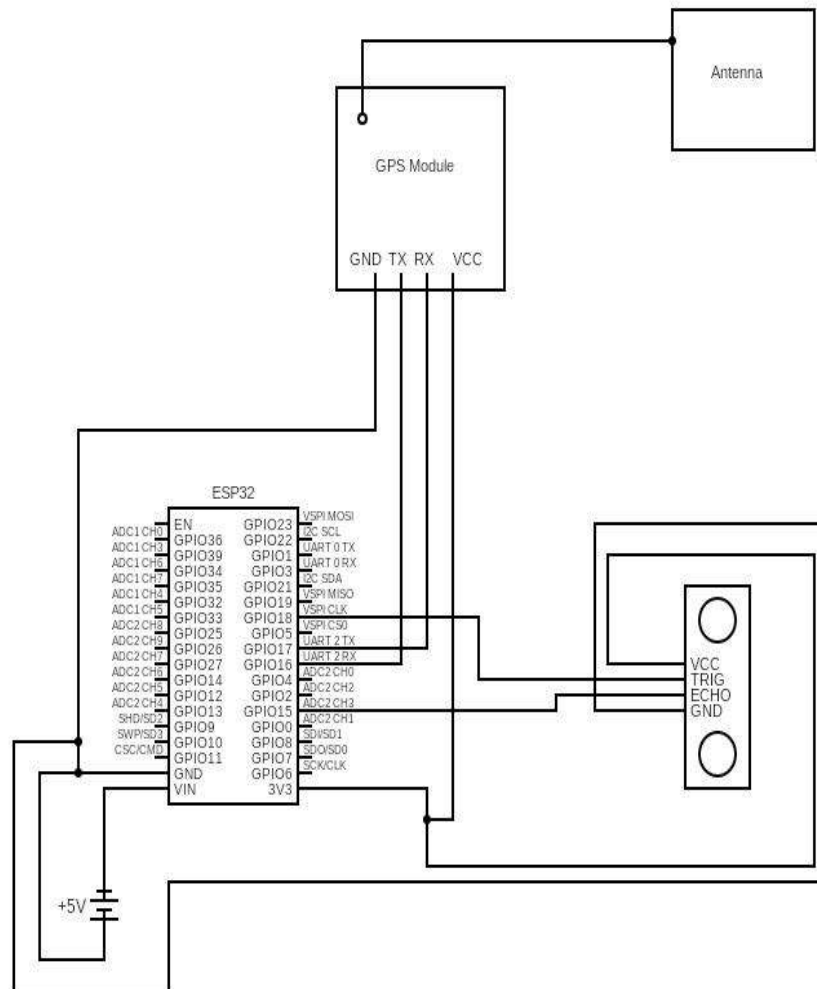 Antenna
GPS Module
GND TX RX VCC
ESP32
EN GPIO23 VSPI MOSI
ADC1 CH0 GPIO36 GPIO22 I2C SCL
ADC1 CH3 GPIO39 GPIO1 UART 0 TX
ADC1 CH6 GPIO34 GPIO3 UART 0 RX
ADC1 CH7 GPIO35 GPIO21 I2C SDA
ADC1 CH4 GPIO32 GPIO19 VSPI MISO
ADC1 CH5 GPIO33 GPIO18 VSPI CLK
ADC2 CH8 GPIO25 GPIO5 VSPI CS0
ADC2 CH9 GPIO26 GPIO17 UART 2 TX
ADC2 CH7 GPIO27 GPIO16 UART 2 RX
ADC2 CH6 GPIO14 GPIO4 ADC2 CH0
ADC2 CH5 GPIO12 GPIO2 ADC2 CH2
ADC2 CH4 GPIO13 GPIO15 ADC2 CH3
SHD/SD2 GPIO9 GPIO0 ADC2 CH1
SWP/SD3 GPIO10 GPIO8 SDI/SD1
CSC/CMD GPIO11 GPIO7 SDO/SD0
GND GPIO6 SCK/CLK
VIN 3V3
VCC
TRIG
ECHO
GND
+5V